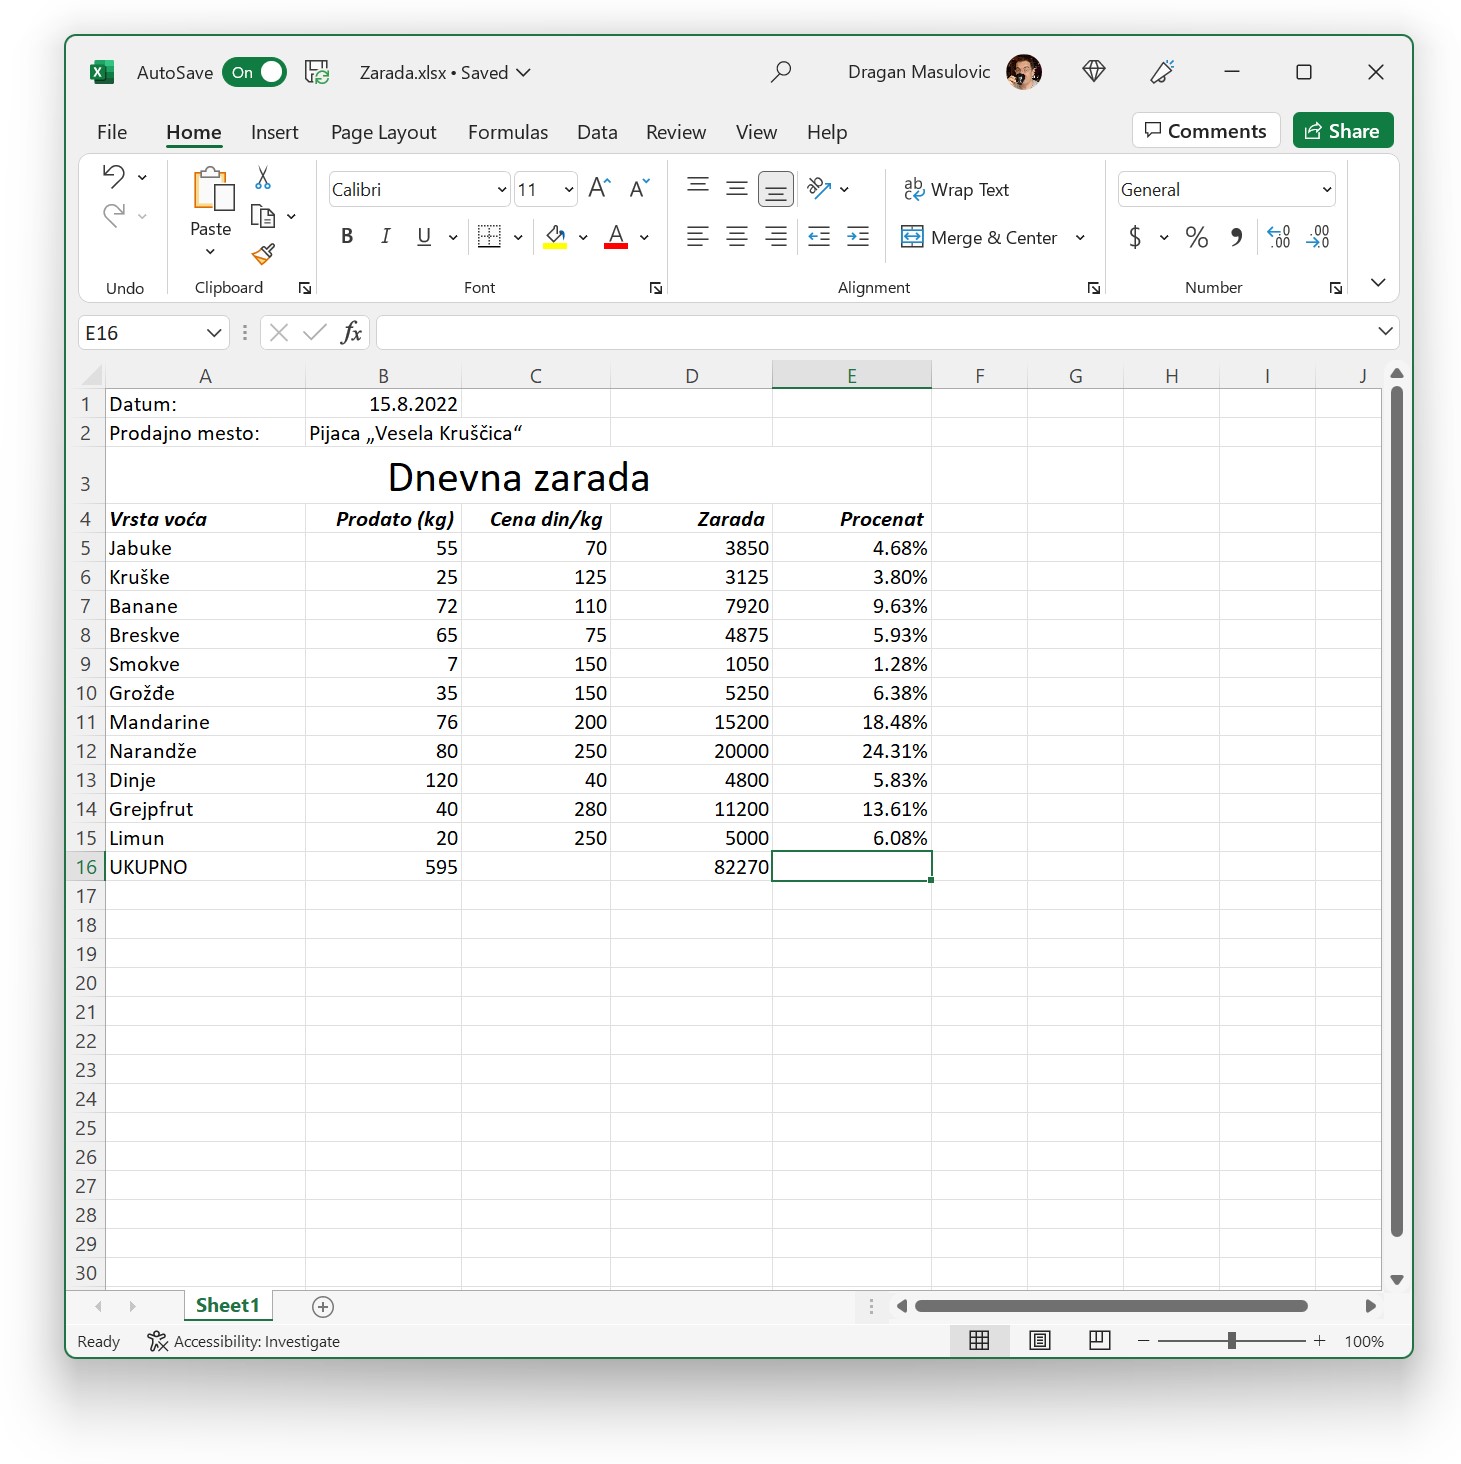 AutoSave On Zarada.xlsx • Saved Dragan Masulovic
File Home Insert Page Layout Formulas Data Review View Help Comments Share
Calibri 11 ab Wrap Text General
Paste B I U A Merge & Center $ % .00 .00
Undo Clipboard Font Alignment Number
E16 fx
A B C D E F G H I J
1 Datum: 15.8.2022
2 Prodajno mesto: Pijaca „Vesela Kruščica“
3 Dnevna zarada
4 Vrsta voća Prodato (kg) Cena din/kg Zarada Procenat
5 Jabuke 55 70 3850 4.68%
6 Kruške 25 125 3125 3.80%
7 Banane 72 110 7920 9.63%
8 Breskve 65 75 4875 5.93%
9 Smokve 7 150 1050 1.28%
10 Grožđe 35 150 5250 6.38%
11 Mandarine 76 200 15200 18.48%
12 Narandže 80 250 20000 24.31%
13 Dinje 120 40 4800 5.83%
14 Grejpfrut 40 280 11200 13.61%
15 Limun 20 250 5000 6.08%
16 UKUPNO 595 82270
17
18
19
20
21
22
23
24
25
26
27
28
29
30
Sheet1
Ready Accessibility: Investigate 100%